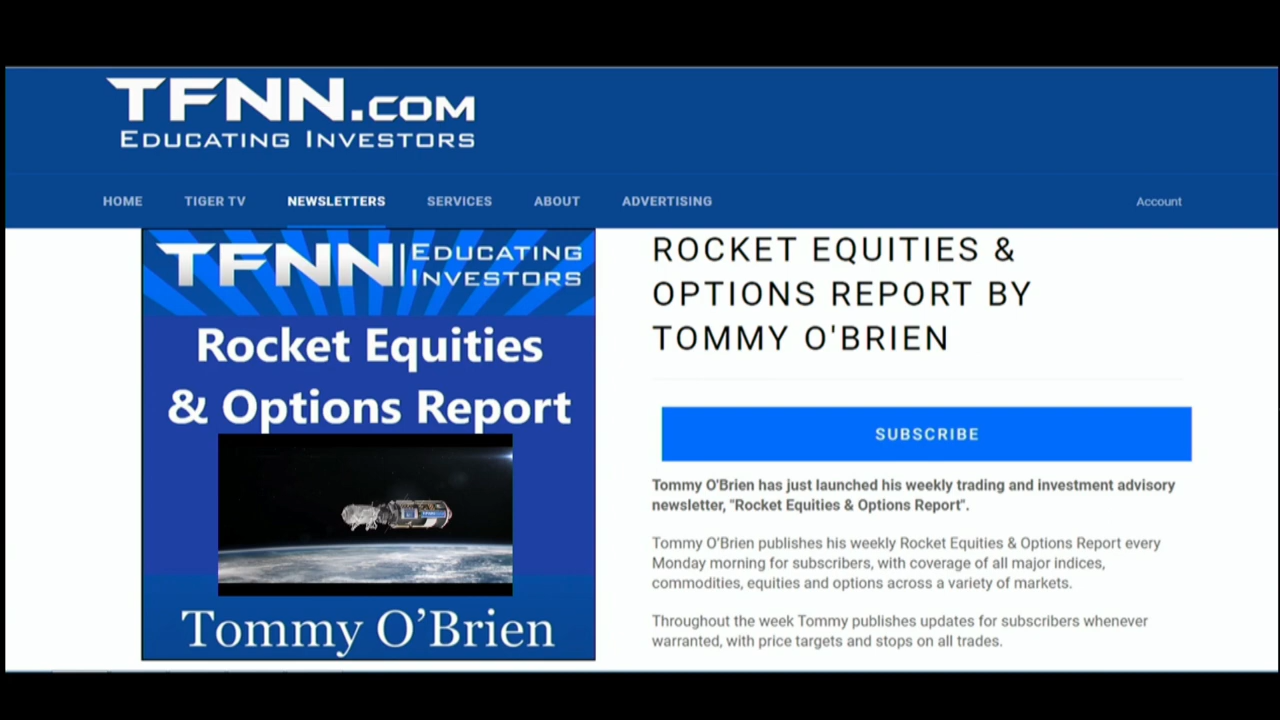 TFNN.COM
EDUCATING INVESTORS
HOME TIGER TV NEWSLETTERS SERVICES ABOUT ADVERTISING Account
TFNN EDUCATING
INVESTORS
Rocket Equities
& Options Report
Tommy O'Brien
ROCKET EQUITIES &
OPTIONS REPORT BY
TOMMY O'BRIEN
SUBSCRIBE
Tommy O'Brien has just launched his weekly trading and investment advisory
newsletter, "Rocket Equities & Options Report".
Tommy O'Brien publishes his weekly Rocket Equities & Options Report every
Monday morning for subscribers, with coverage of all major indices,
commodities, equities and options across a variety of markets.
Throughout the week Tommy publishes updates for subscribers whenever
warranted, with price targets and stops on all trades.